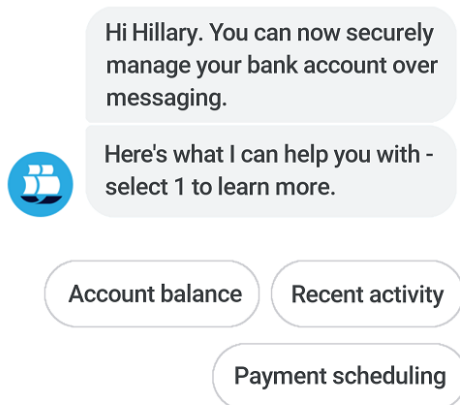 Hi Hillary. You can now securely
manage your bank account over
messaging.
Here's what I can help you with -
select 1 to learn more.
Account balance
Recent activity
Payment scheduling